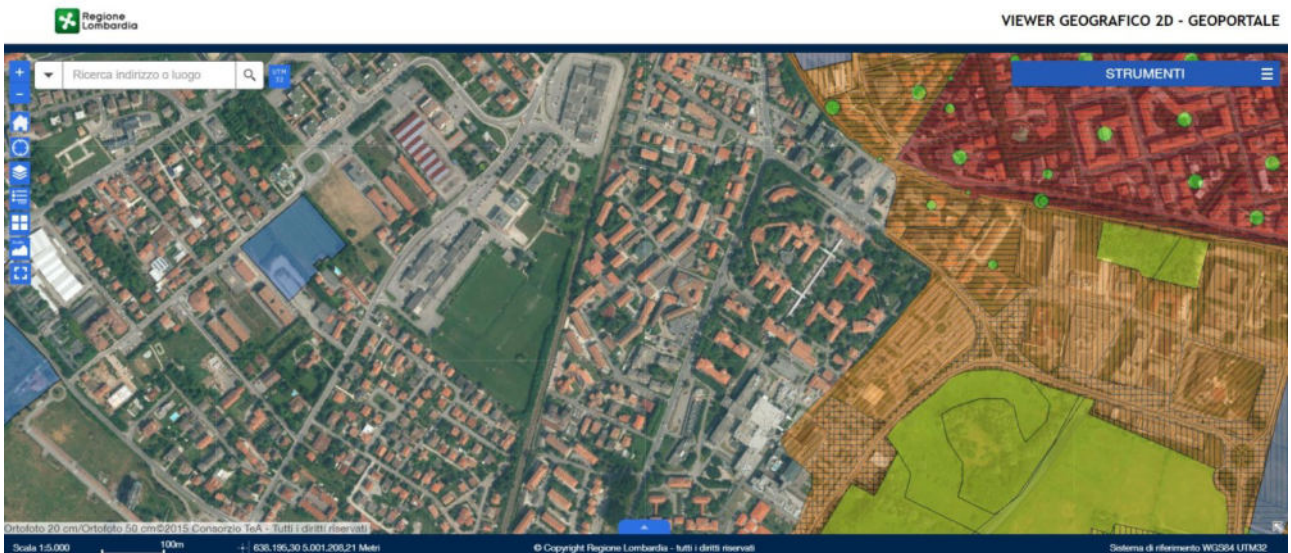 Regione
Lombardia
VIEWER GEOGRAFICO 2D - GEOPORTALE
+
Ricerca indirizzo o luogo
UTM
32
STRUMENTI
-
Ortofoto 20 cm/Ortofoto 50 cm©2015 Consorzio TeA - Tutti i diritti riservati
Scala 1:5.000
100m
638.195,30 5.001.208,21 Metri
© Copyright Regione Lombardia - tutti i diritti riservati
Sistema di riferimento WGS84 UTM32